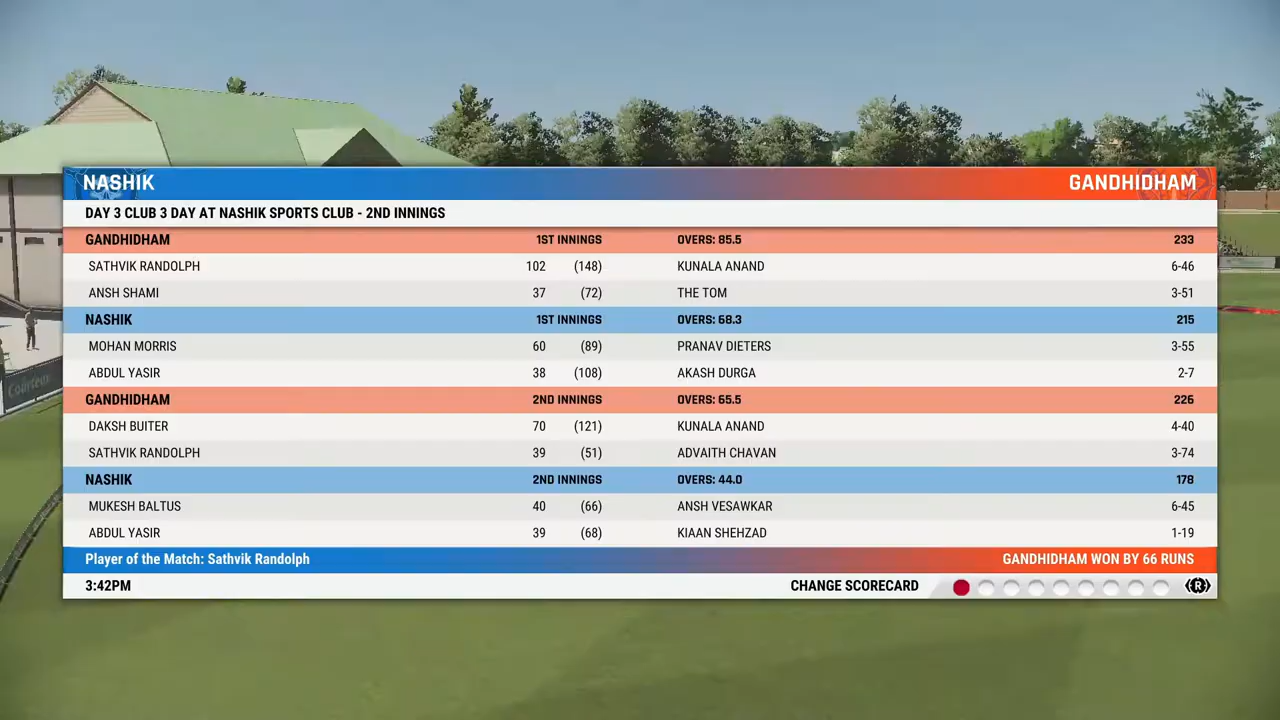 NASHIK GANDHIDHAM
DAY 3 CLUB 3 DAY AT NASHIK SPORTS CLUB - 2ND INNINGS
GANDHIDHAM 1ST INNINGS OVERS: 85.5 233
SATHVIK RANDOLPH 102 (148) KUNALA ANAND 6-46
ANSH SHAMI 37 (72) THE TOM 3-51
NASHIK 1ST INNINGS OVERS: 68.3 215
MOHAN MORRIS 60 (89) PRANAV DIETERS 3-55
ABDUL YASIR 38 (108) AKASH DURGA 2-7
GANDHIDHAM 2ND INNINGS OVERS: 65.5 226
DAKSH BUITER 70 (121) KUNALA ANAND 4-40
SATHVIK RANDOLPH 39 (51) ADVAITH CHAVAN 3-74
NASHIK 2ND INNINGS OVERS: 44.0 178
MUKESH BALTUS 40 (66) ANSH VESAWKAR 6-45
ABDUL YASIR 39 (68) KIAAN SHEHZAD 1-19
Player of the Match: Sathvik Randolph GANDHIDHAM WON BY 66 RUNS
3:42PM CHANGE SCORECARD R